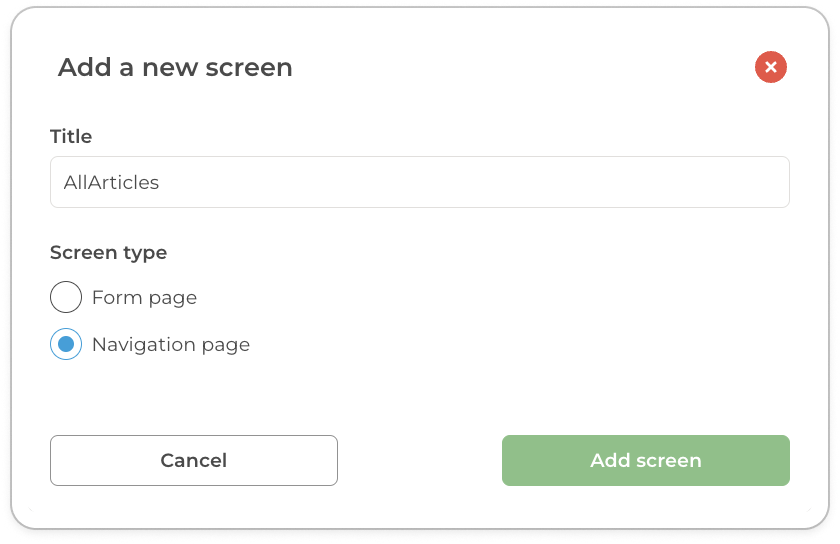 Add a new screen
Title
AllArticles
Screen type
Form page
Navigation page
Cancel
Add screen